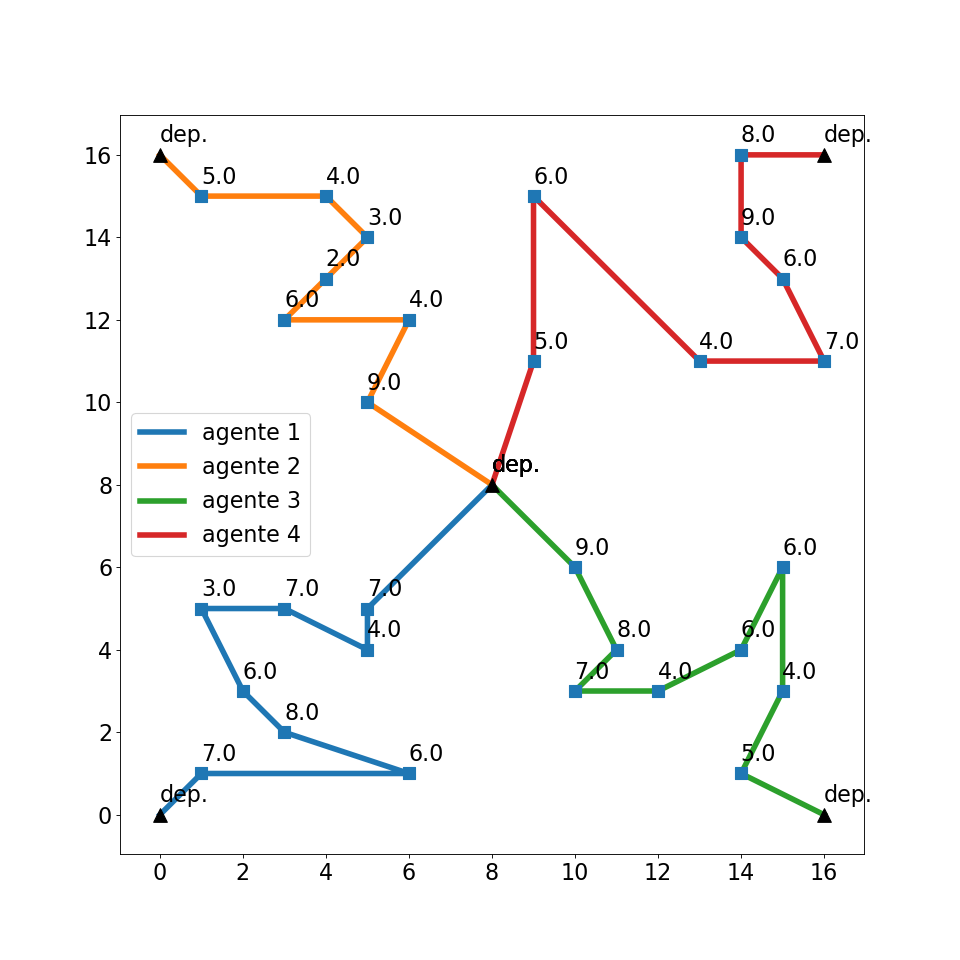 dep. 8.0 dep.
16
5.0 4.0 6.0
3.0 9.0
14
2.0 6.0
6.0 4.0
12
5.0 4.0 7.0
9.0
10
agente 1
agente 2
agente 3
agente 4
dep.
8
9.0 6.0
6
3.0 7.0 7.0
4.0 8.0 6.0
4
6.0 7.0 4.0 4.0
8.0
2
7.0 6.0 5.0
dep. dep.
0
0 2 4 6 8 10 12 14 16